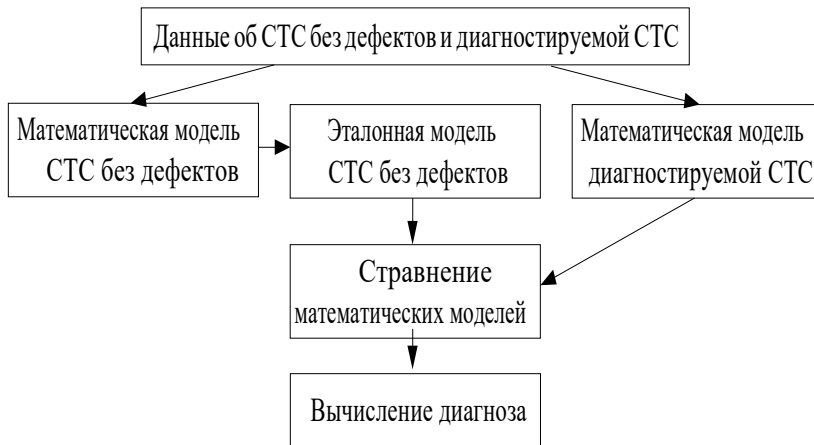 Данные об СТС без дефектов и диагностируемой СТС
Математическая модель
СТС без дефектов
Эталонная модель
СТС без дефектов
Математическая модель
диагностируемой СТС
Стравнение
математических моделей
Вычисление диагноза